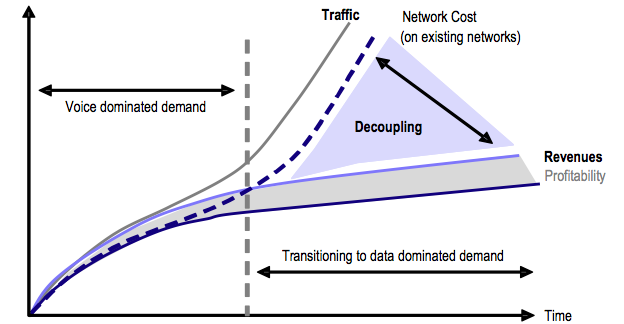 Traffic
Network Cost
(on existing networks)
Voice dominated demand
Decoupling
Revenues
Profitability
Transitioning to data dominated demand
Time